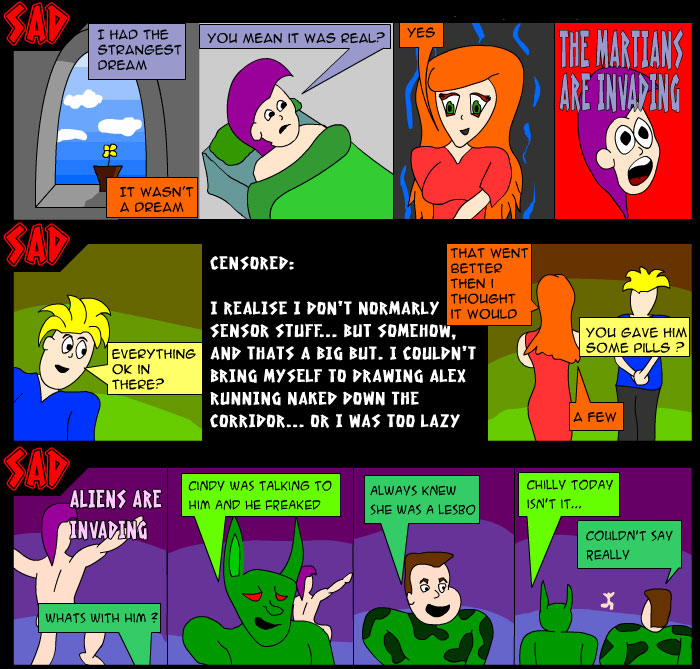 SAD
I HAD THE
STRANGEST
DREAM
IT WASN'T
A DREAM
YOU MEAN IT WAS REAL?
YES
THE MARTIANS
ARE INVADING
SAD
EVERYTHING
OK IN
THERE?
CENSORED:
I REALISE I DON'T NORMARLY
SENSOR STUFF... BUT SOMEHOW,
AND THATS A BIG BUT. I COULDN'T
BRING MYSELF TO DRAWING ALEX
RUNNING NAKED DOWN THE
CORRIDOR... OR I WAS TOO LAZY
THAT WENT
BETTER
THEN I
THOUGHT
IT WOULD
YOU GAVE HIM
SOME PILLS ?
A FEW
SAD
ALIENS ARE
INVADING
WHATS WITH HIM ?
CINDY WAS TALKING TO
HIM AND HE FREAKED
ALWAYS KNEW
SHE WAS A LESBO
CHILLY TODAY
ISN'T IT...
COULDN'T SAY
REALLY